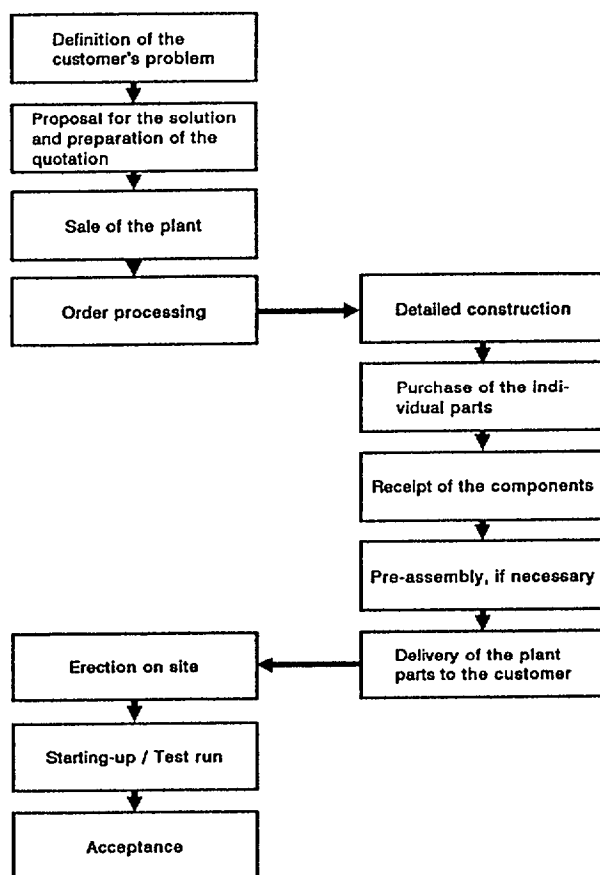 Definition of the
customer's problem
Proposal for the solution
and preparation of the
quotation
Sale of the plant
Order processing
Detailed construction
Purchase of the indi-
vidual parts
Receipt of the components
Pre-assembly, if necessary
Delivery of the plant
parts to the customer
Erection on site
Starting-up / Test run
Acceptance